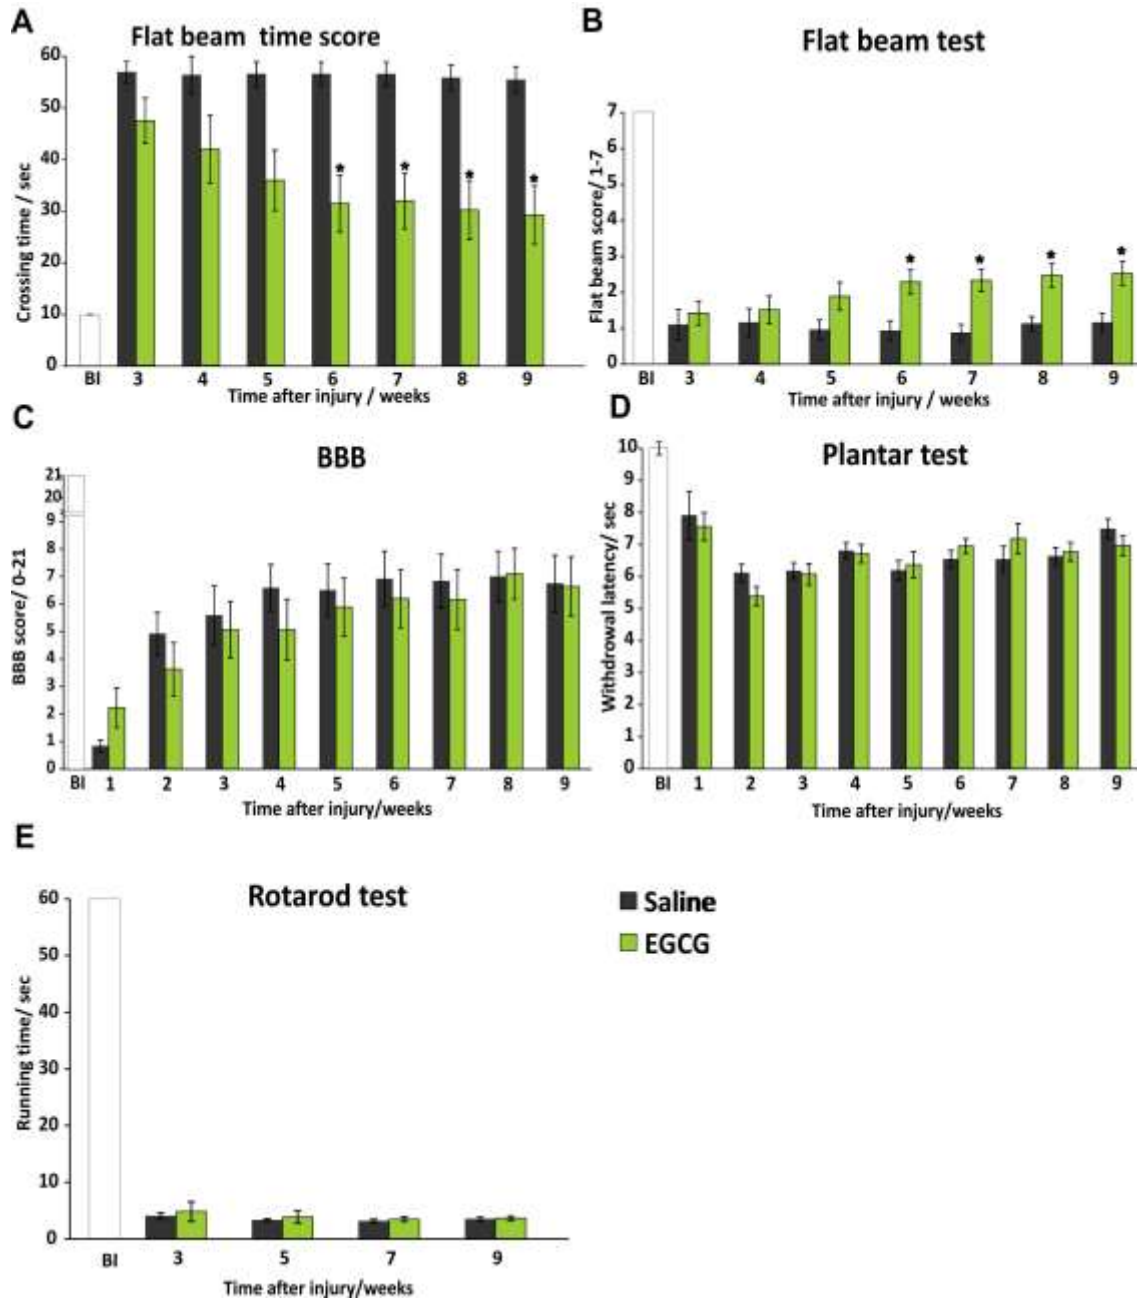 A
Flat beam time score
60
50
40
30
20
10
0
Crossing time / sec
* * * *
BI 3 4 5 6 7 8 9
Time after injury / weeks
B
Flat beam test
7
6
5
4
3
2
1
0
Flat beam score/ 1-7
* * * *
BI 3 4 5 6 7 8 9
Time after injury / weeks
C
BBB
21
20
9
8
7
6
5
4
3
2
1
0
BBB score/ 0-21
BI 1 2 3 4 5 6 7 8 9
Time after injury/weeks
D
Plantar test
10
9
8
7
6
5
4
3
2
1
0
Withdrowal latency/ sec
BI 1 2 3 4 5 6 7 8 9
Time after injury/weeks
E
Rotarod test
60
50
40
30
20
10
0
Running time/ sec
BI 3 5 7 9
Time after injury/weeks
Saline
EGCG